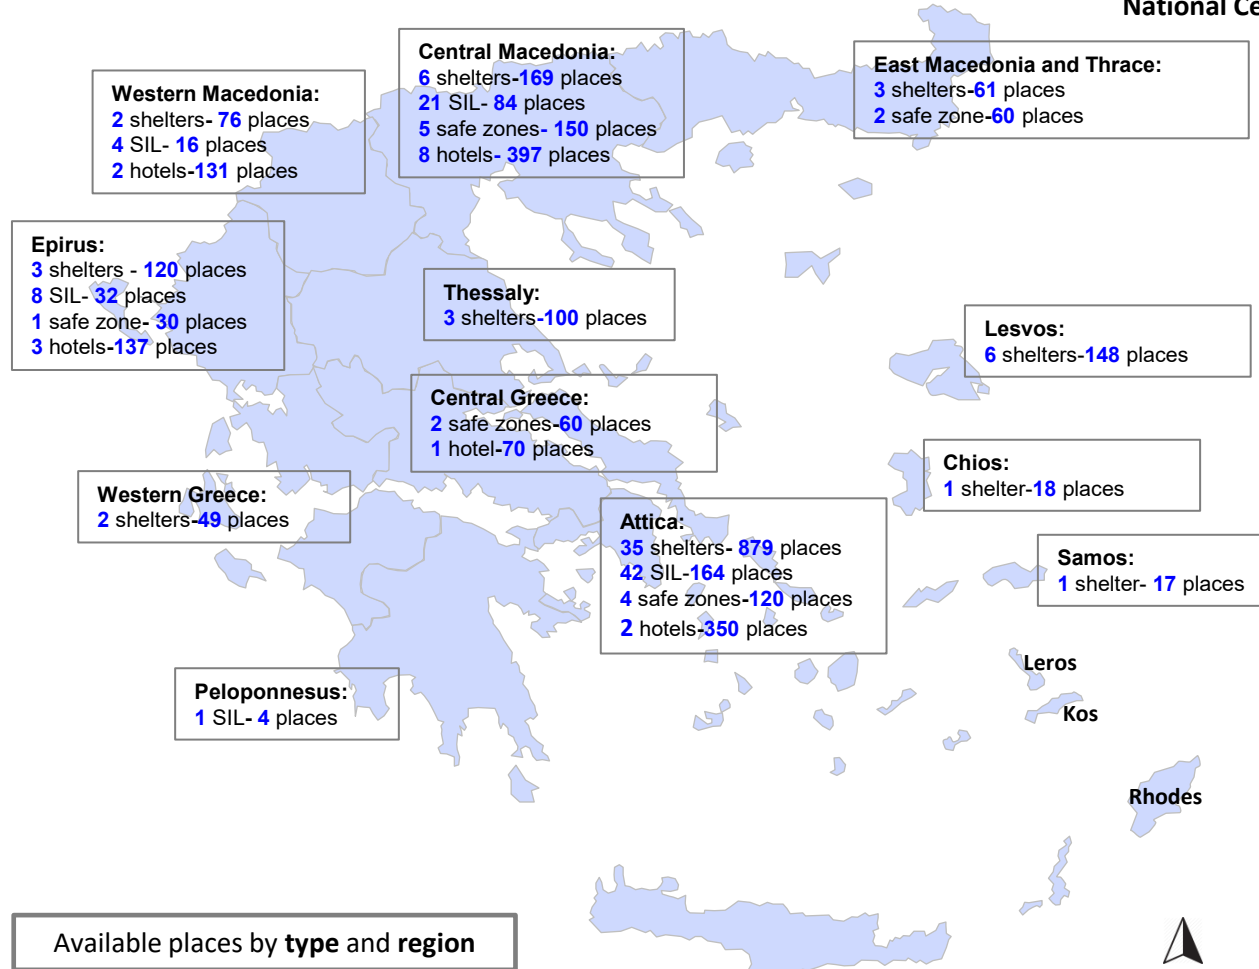 National Ce
Central Macedonia:
6 shelters-169 places
21 SIL- 84 places
5 safe zones- 150 places
8 hotels- 397 places
East Macedonia and Thrace:
3 shelters-61 places
2 safe zone-60 places
Western Macedonia:
2 shelters- 76 places
4 SIL- 16 places
2 hotels-131 places
Epirus:
3 shelters - 120 places
8 SIL- 32 places
1 safe zone- 30 places
3 hotels-137 places
Thessaly:
3 shelters-100 places
Lesvos:
6 shelters-148 places
Central Greece:
2 safe zones-60 places
1 hotel-70 places
Chios:
1 shelter-18 places
Western Greece:
2 shelters-49 places
Attica:
35 shelters- 879 places
42 SIL-164 places
4 safe zones-120 places
2 hotels-350 places
Samos:
1 shelter- 17 places
Leros
Kos
Peloponnesus:
1 SIL- 4 places
Rhodes
Available places by type and region